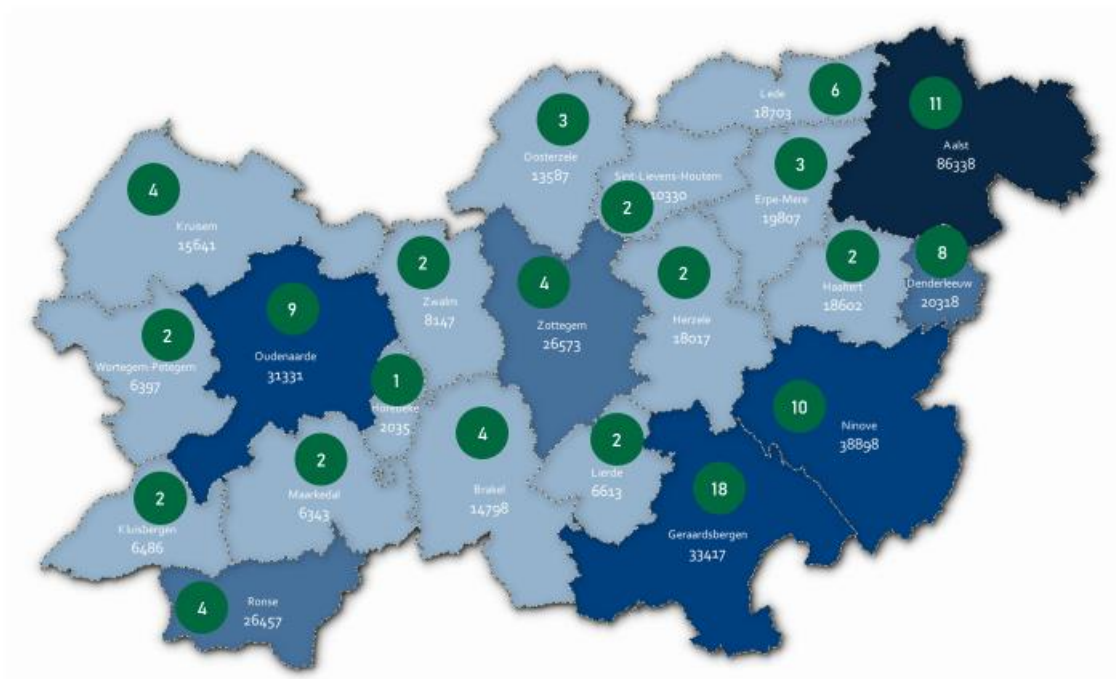 6
Lede
18703
11
Aalst
86338
3
Oosterzele
13587
3
Erpe-Mere
19807
Sint-Lievens-Houtem
10330
2
4
Kruisem
15641
2
Zwalm
8147
4
Zottegem
26573
2
Herzele
18017
2
Haaltert
18602
8
Denderleeuw
20318
9
Oudenaarde
31331
2
Wortegem-Petegem
6397
1
Horebeke
2035
10
Ninove
38898
4
Brakel
14798
2
Lierde
6613
2
Maarkedal
6343
18
Geraardsbergen
33417
2
Kluisbergen
6486
4
Ronse
26457